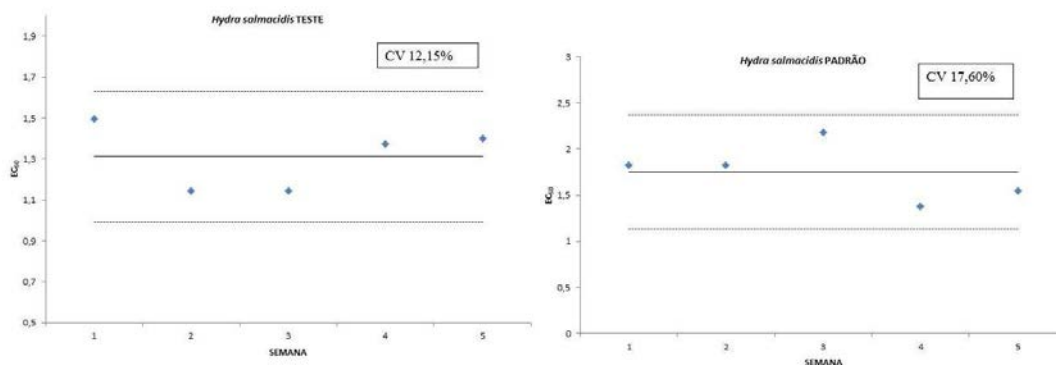 Hydra salmacidis TESTE
CV 12,15%
1,9
1,7
1,5
1,3
1,1
0,9
0,7
0,5
1 2 3 4 5
SEMANA
Hydra salmacidis PADRÃO
CV 17,60%
3
2,5
2
1,5
1
0,5
0
1 2 3 4 5
SEMANA